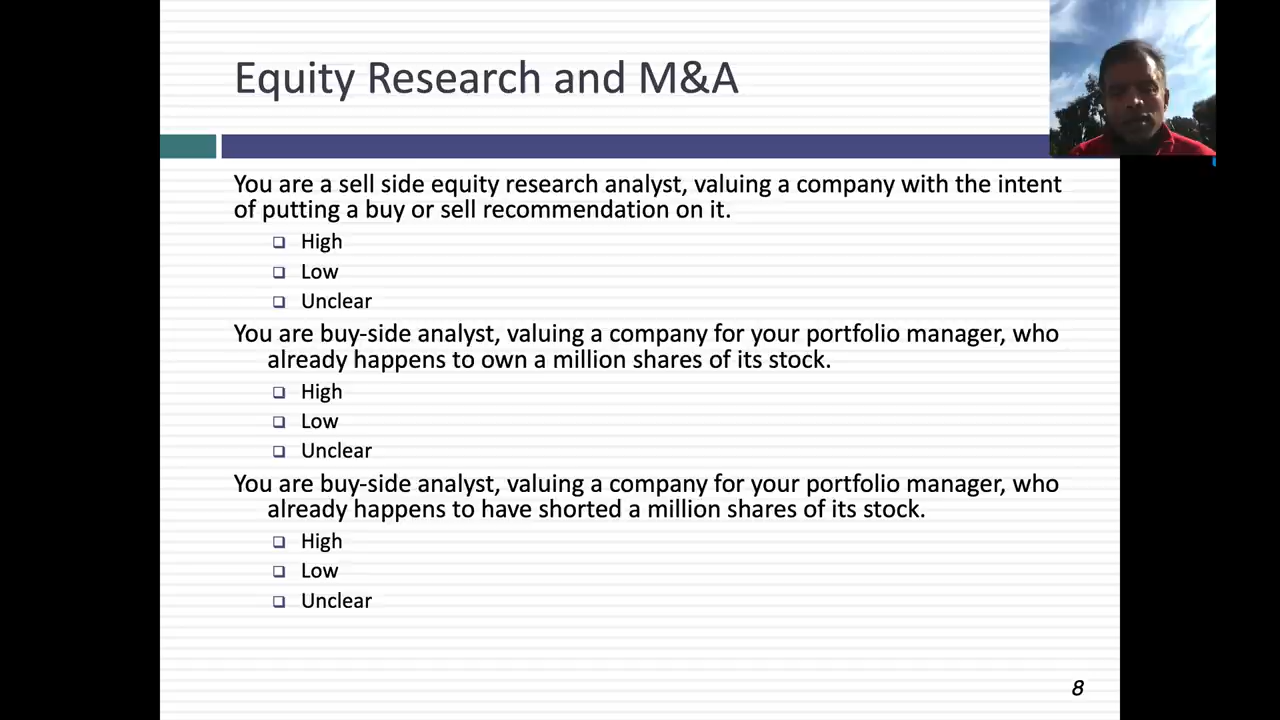 Equity Research and M&A
You are a sell side equity research analyst, valuing a company with the intent
of putting a buy or sell recommendation on it.
❑ High
❑ Low
❑ Unclear
You are buy-side analyst, valuing a company for your portfolio manager, who
already happens to own a million shares of its stock.
❑ High
❑ Low
❑ Unclear
You are buy-side analyst, valuing a company for your portfolio manager, who
already happens to have shorted a million shares of its stock.
❑ High
❑ Low
❑ Unclear
8